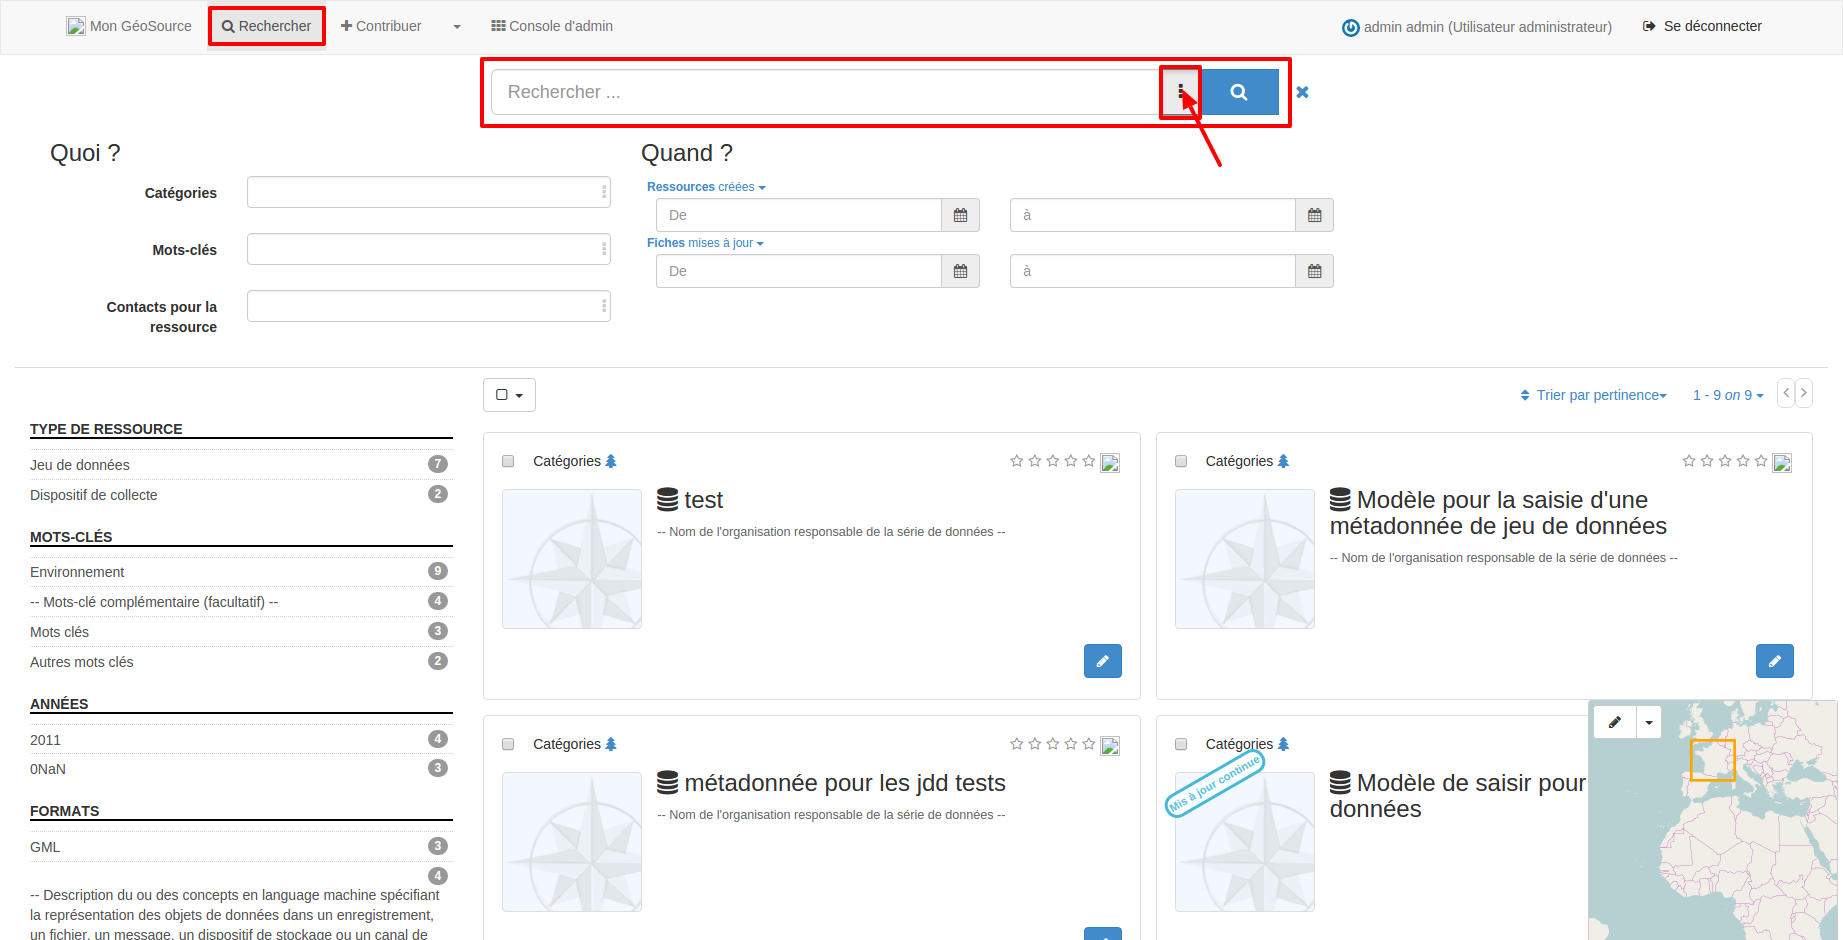 Mon GéoSource Rechercher Contribuer Console d'admin admin admin (Utilisateur administrateur) Se déconnecter
Rechercher ...
Quoi ?
Catégories
Mots-clés
Contacts pour la
ressource
Quand ?
Ressources créées
De à
Fiches mises à jour
De à
Trier par pertinence 1 - 9 on 9
TYPE DE RESSOURCE
Jeu de données 7
Dispositif de collecte 2
MOTS-CLÉS
Environnement 9
-- Mots-clé complémentaire (facultatif) -- 4
Mots clés 3
Autres mots clés 2
ANNÉES
2011 4
0NaN 3
FORMATS
GML 3
4
-- Description du ou des concepts en language machine spécifiant
la représentation des objets de données dans un enregistrement,
un fichier, un message, un dispositif de stockage ou un canal de
Catégories
test
-- Nom de l'organisation responsable de la série de données --
Catégories
Modèle pour la saisie d'une
métadonnée de jeu de données
-- Nom de l'organisation responsable de la série de données --
Catégories
métadonnée pour les jdd tests
-- Nom de l'organisation responsable de la série de données --
Catégories
Mis à jour continue
Modèle de saisir pour
données